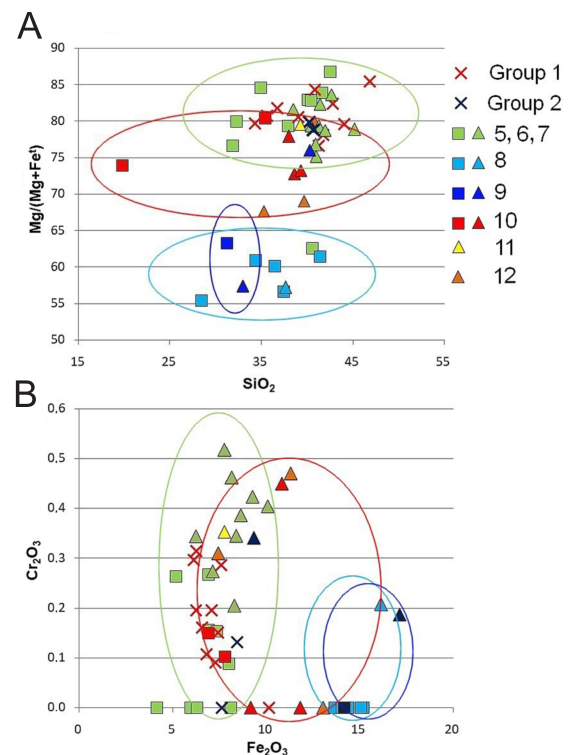 A
90
85
80
75
70
65
60
55
50
15 25 35 45 55
Mg/(Mg+Feᵗ)
SiO₂
Group 1
Group 2
5, 6, 7
8
9
10
11
12
B
0,6
0,5
0,4
0,3
0.2
0.1
0.0
0 5 10 15 20
Cr₂O₃
Fe₂O₃